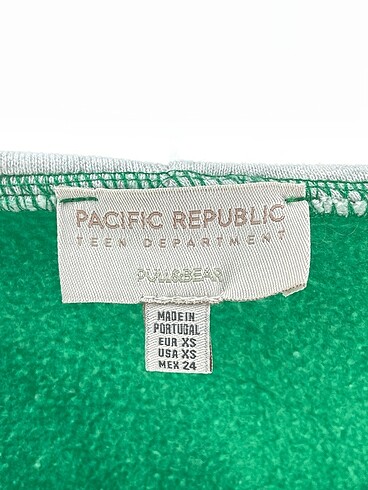 PACIFIC REPUBLIC
TEEN DEPARTMENT
PULL&BEAR
MADE IN
PORTUGAL
EUR XS
USA XS
MEX 24